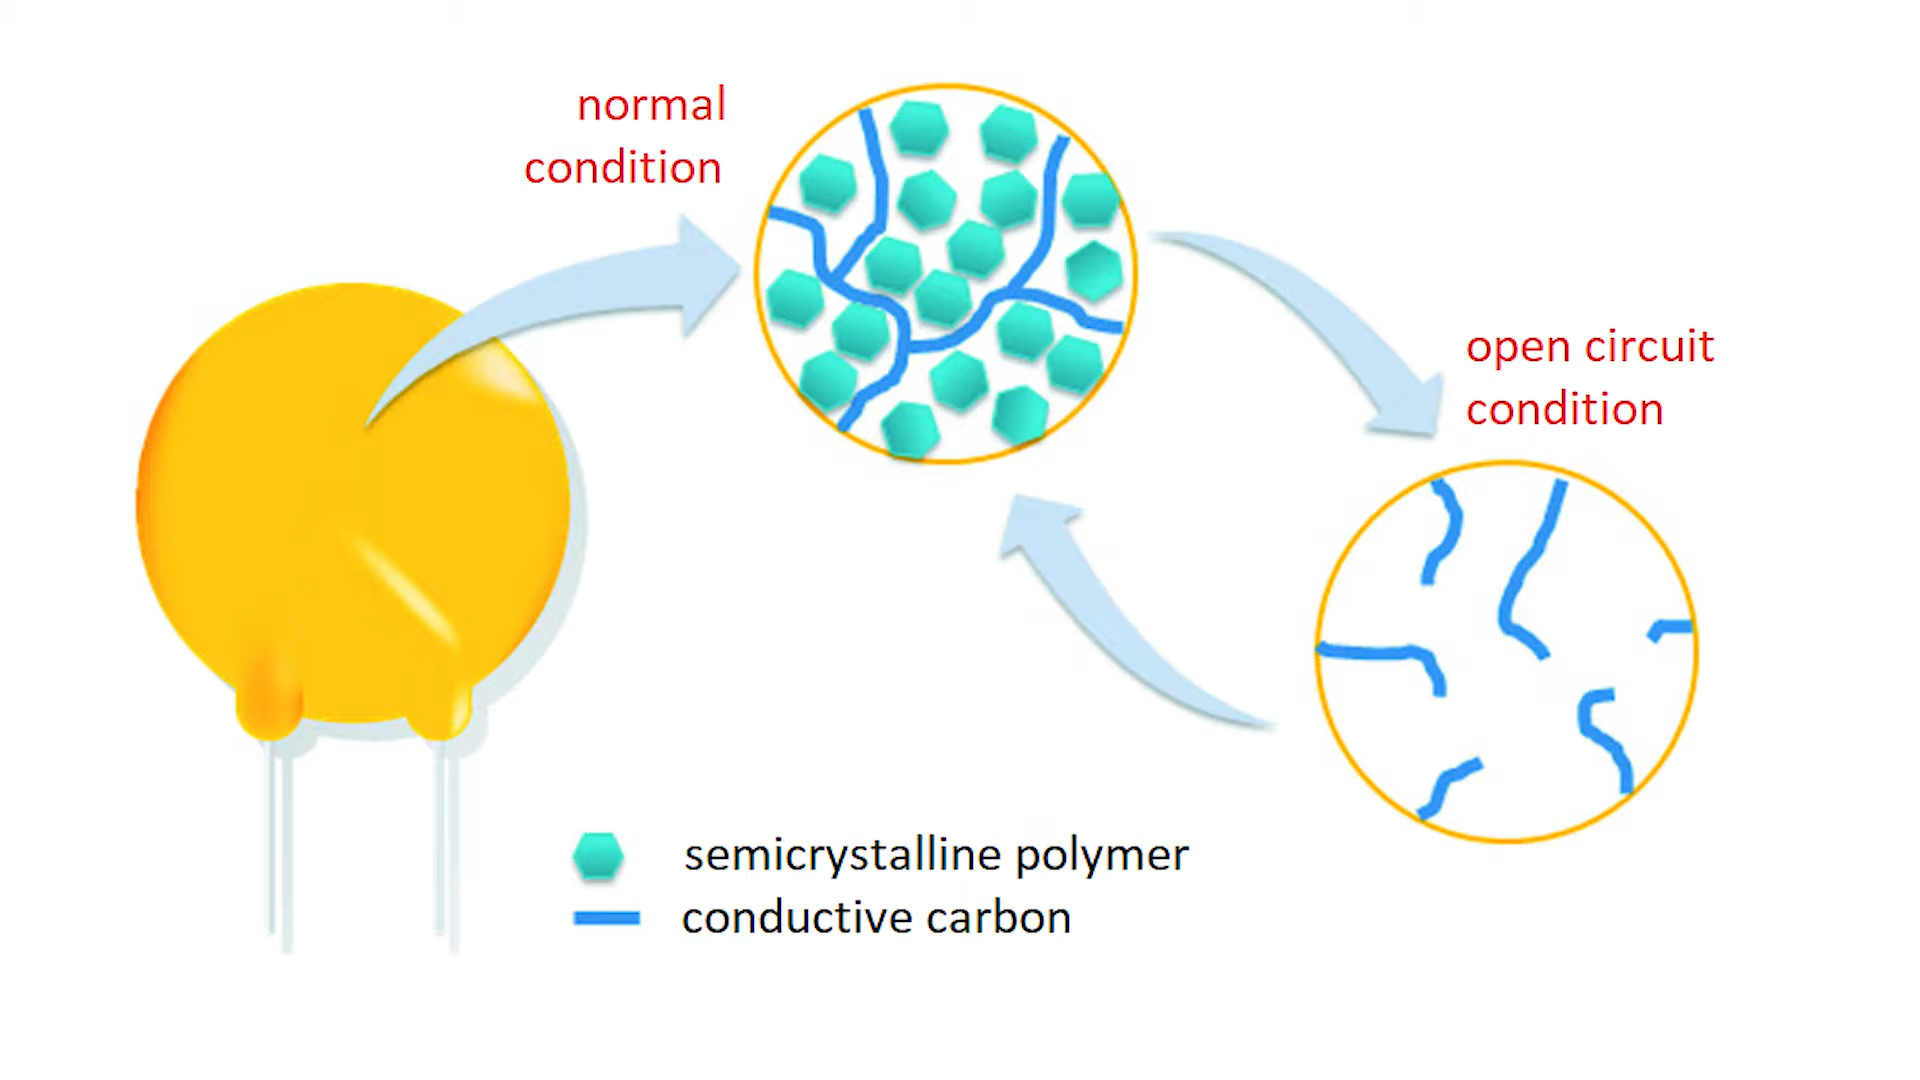 normal
condition
open circuit
condition
semicrystalline polymer
conductive carbon